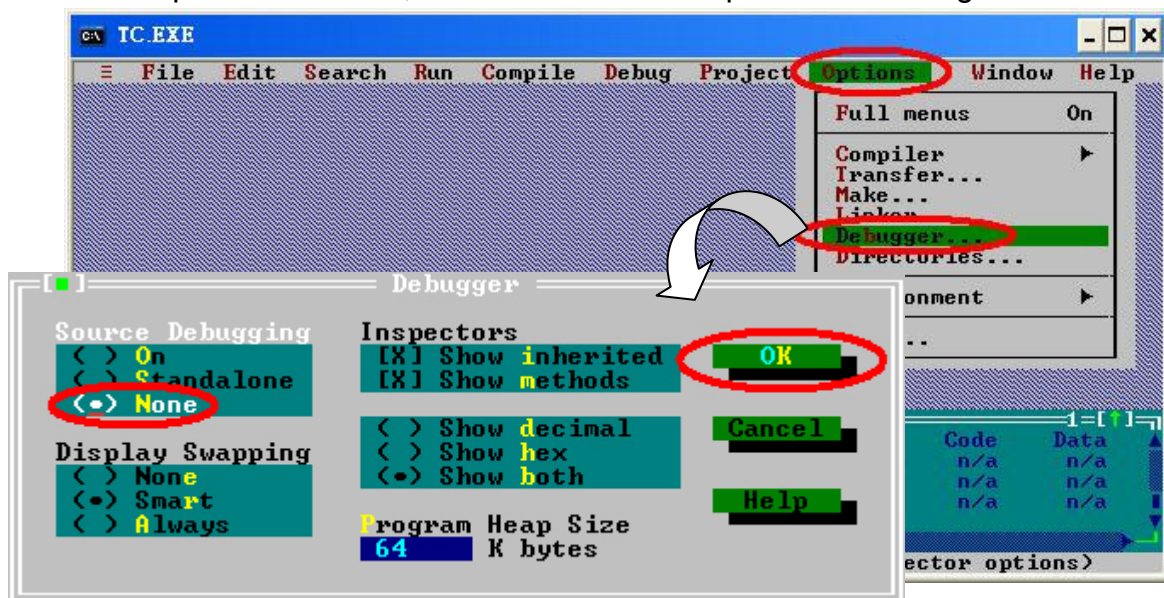 TC.EXE
≡ File Edit Search Run Compile Debug Project Options Window Help
Full menus On
Compiler
Transfer...
Make...
Linker...
Debugger...
Directories...
onment
..
[■] Debugger
Source Debugging
( ) On
( ) Standalone
(•) None
Display Swapping
( ) None
(•) Smart
( ) Always
Inspectors
[X] Show inherited
[X] Show methods
( ) Show decimal
( ) Show hex
(•) Show both
Program Heap Size
64 K bytes
OK
Cancel
Help
1=[↑]
Code Data
n/a n/a
n/a n/a
n/a n/a
ector options)